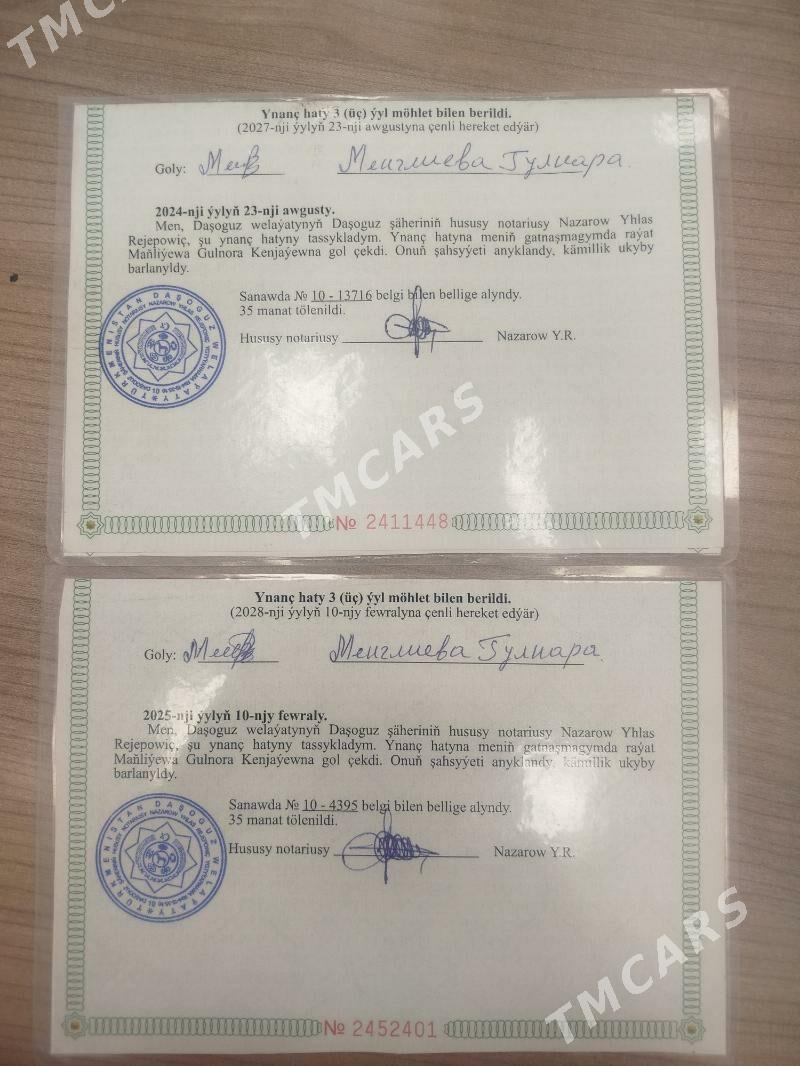 TMCARS
Ynanç haty 3 (üç) ýyl möhlet bilen berildi.
(2027-nji ýylyň 23-nji awgustyna çenli hereket edýär)
Goly: Менглиева Гулнара
2024-nji ýylyň 23-nji awgusty.
Men, Daşoguz welaýatynyň Daşoguz şäheriniň hususy notariusy Nazarow Yhlas
Rejepowiç, şu ynanç hatyny tassykladym. Ynanç hatyna meniň gatnaşmagymda raýat
Maňliýewa Gulnora Kenjaýewna gol çekdi. Onuň şahsyýeti anyklandy, kämillik ukyby
barlanyldy.
Sanawda № 10 - 13716 belgi bilen bellige alyndy.
35 manat tölenildi.
Hususy notariusy Nazarow Y.R.
TÜRKMENISTAN DAŞOGUZ WELAÝATY
TMCARS
№ 2411448
Ynanç haty 3 (üç) ýyl möhlet bilen berildi.
(2028-nji ýylyň 10-njy fewralyna çenli hereket edýär)
Goly: Менглиева Гулнара
2025-nji ýylyň 10-njy fewraly.
Men, Daşoguz welaýatynyň Daşoguz şäheriniň hususy notariusy Nazarow Yhlas
Rejepowiç, şu ynanç hatyny tassykladym. Ynanç hatyna meniň gatnaşmagymda raýat
Maňliýewa Gulnora Kenjaýewna gol çekdi. Onuň şahsyýeti anyklandy, kämillik ukyby
barlanyldy.
Sanawda № 10 - 4395 belgi bilen bellige alyndy.
35 manat tölenildi.
Hususy notariusy Nazarow Y.R.
TÜRKMENISTAN DAŞOGUZ WELAÝATY
TMCARS
№ 2452401